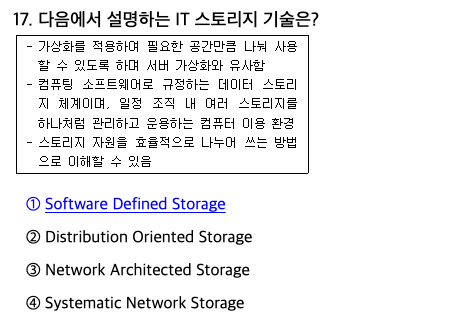 17. 다음에서 설명하는 IT 스토리지 기술은?
- 가상화를 적용하여 필요한 공간만큼 나눠 사용
할 수 있도록 하며 서버 가상화와 유사함
- 컴퓨팅 소프트웨어로 규정하는 데이터 스토리
지 체계이며, 일정 조직 내 여러 스토리지를
하나처럼 관리하고 운용하는 컴퓨터 이용 환경
- 스토리지 자원을 효율적으로 나누어 쓰는 방법
으로 이해할 수 있음
① Software Defined Storage
② Distribution Oriented Storage
③ Network Architected Storage
④ Systematic Network Storage